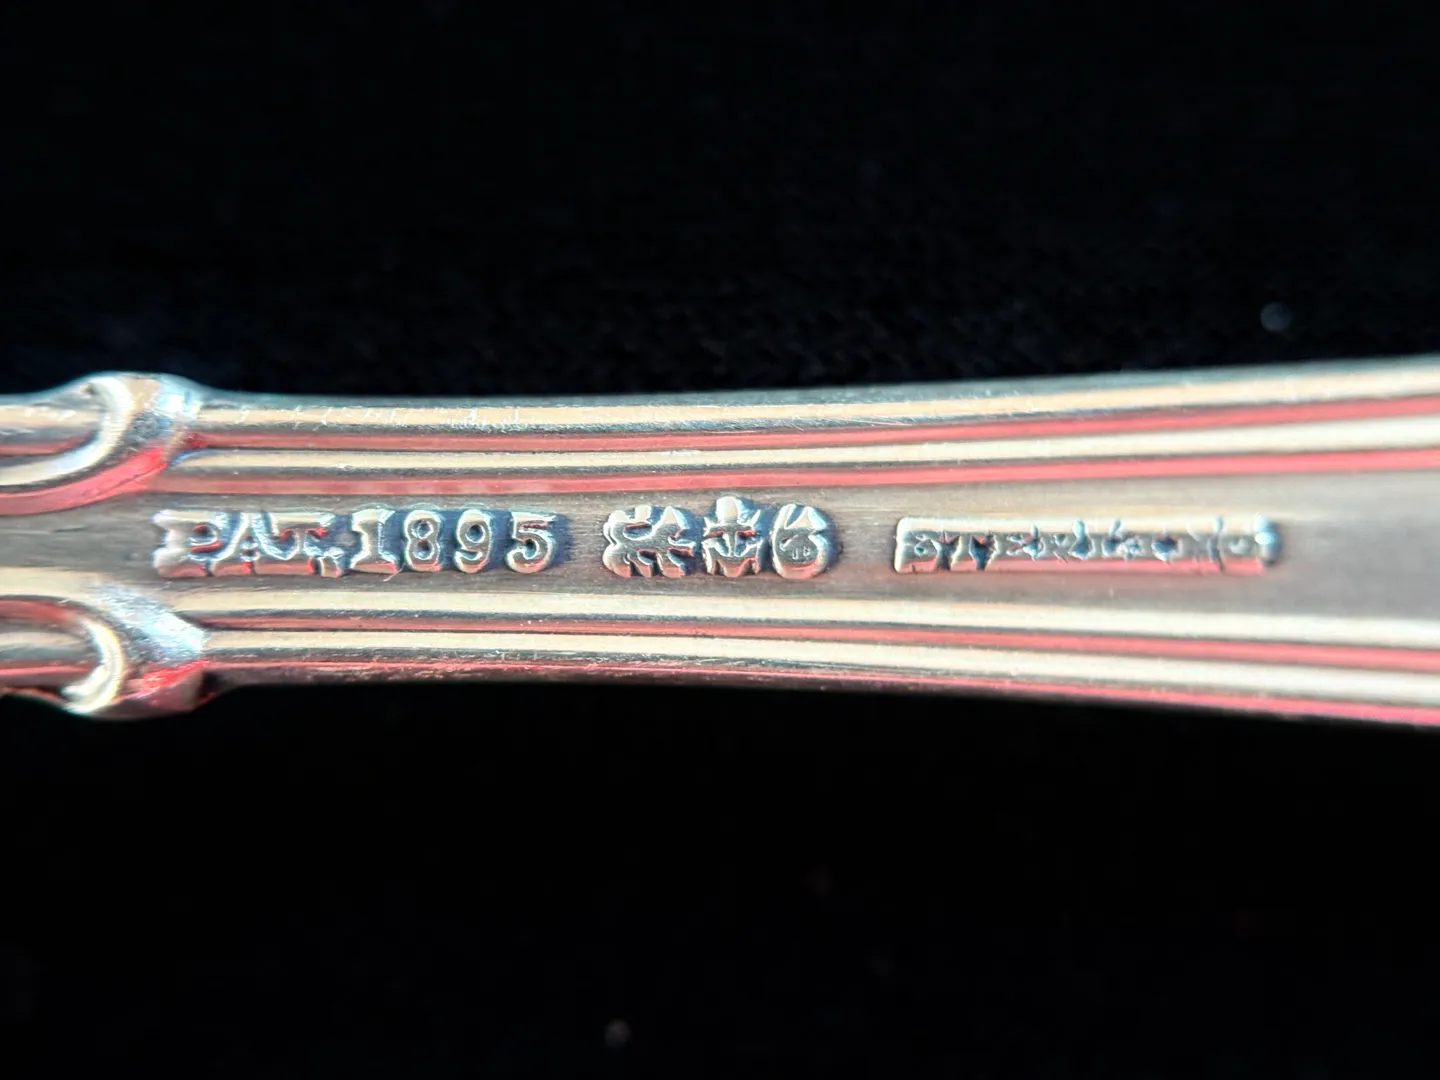 PAT. 1895 STERLING